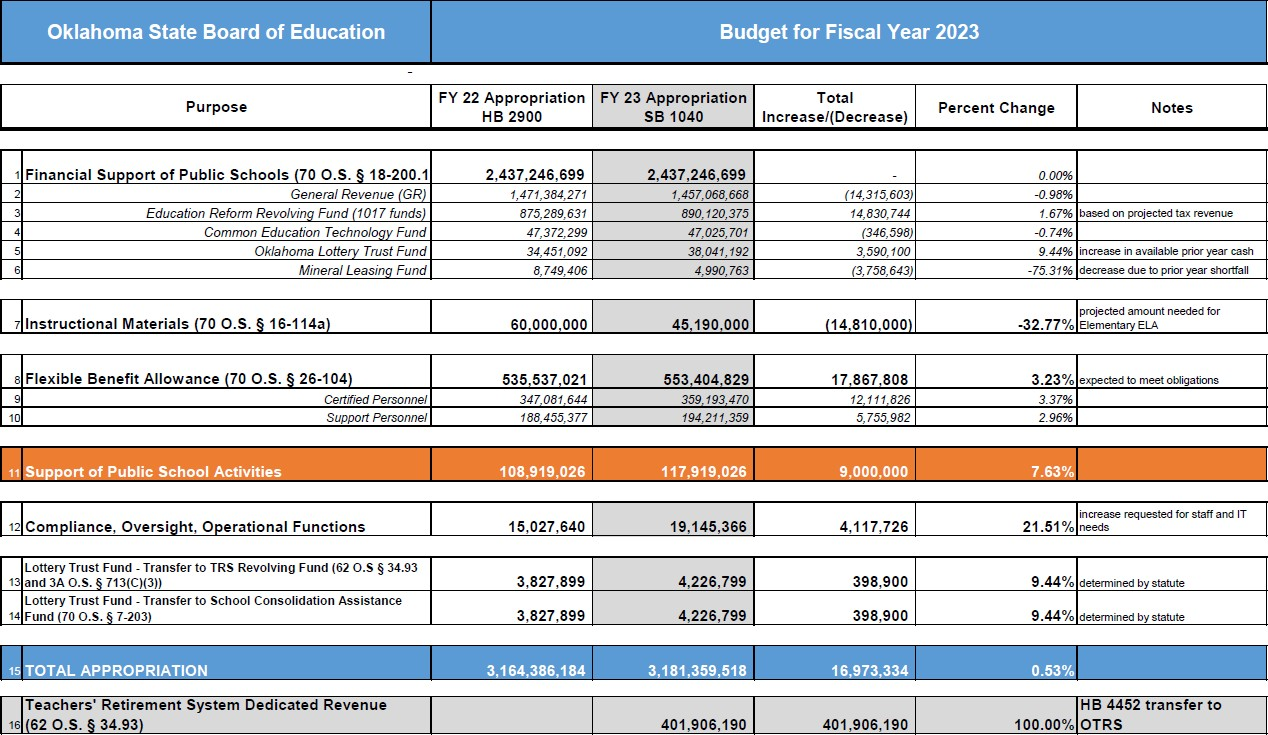 Oklahoma State Board of Education Budget for Fiscal Year 2023
-
Purpose FY 22 Appropriation HB 2900 FY 23 Appropriation SB 1040 Total Increase/(Decrease) Percent Change Notes
1 Financial Support of Public Schools (70 O.S. § 18-200.1 2,437,246,699 2,437,246,699 - 0.00%
2 General Revenue (GR) 1,471,384,271 1,457,068,668 (14,315,603) -0.98%
3 Education Reform Revolving Fund (1017 funds) 875,289,631 890,120,375 14,830,744 1.67% based on projected tax revenue
4 Common Education Technology Fund 47,372,299 47,025,701 (346,598) -0.74%
5 Oklahoma Lottery Trust Fund 34,451,092 38,041,192 3,590,100 9.44% increase in available prior year cash
6 Mineral Leasing Fund 8,749,406 4,990,763 (3,758,643) -75.31% decrease due to prior year shortfall
7 Instructional Materials (70 O.S. § 16-114a) 60,000,000 45,190,000 (14,810,000) -32.77% projected amount needed for Elementary ELA
8 Flexible Benefit Allowance (70 O.S. § 26-104) 535,537,021 553,404,829 17,867,808 3.23% expected to meet obligations
9 Certified Personnel 347,081,644 359,193,470 12,111,826 3.37%
10 Support Personnel 188,455,377 194,211,359 5,755,982 2.96%
11 Support of Public School Activities 108,919,026 117,919,026 9,000,000 7.63%
12 Compliance, Oversight, Operational Functions 15,027,640 19,145,366 4,117,726 21.51% increase requested for staff and IT needs
13 Lottery Trust Fund - Transfer to TRS Revolving Fund (62 O.S § 34.93 and 3A O.S. § 713(C)(3)) 3,827,899 4,226,799 398,900 9.44% determined by statute
14 Lottery Trust Fund - Transfer to School Consolidation Assistance Fund (70 O.S. § 7-203) 3,827,899 4,226,799 398,900 9.44% determined by statute
15 TOTAL APPROPRIATION 3,164,386,184 3,181,359,518 16,973,334 0.53%
16 Teachers' Retirement System Dedicated Revenue (62 O.S. § 34.93) 401,906,190 401,906,190 100.00% HB 4452 transfer to OTRS